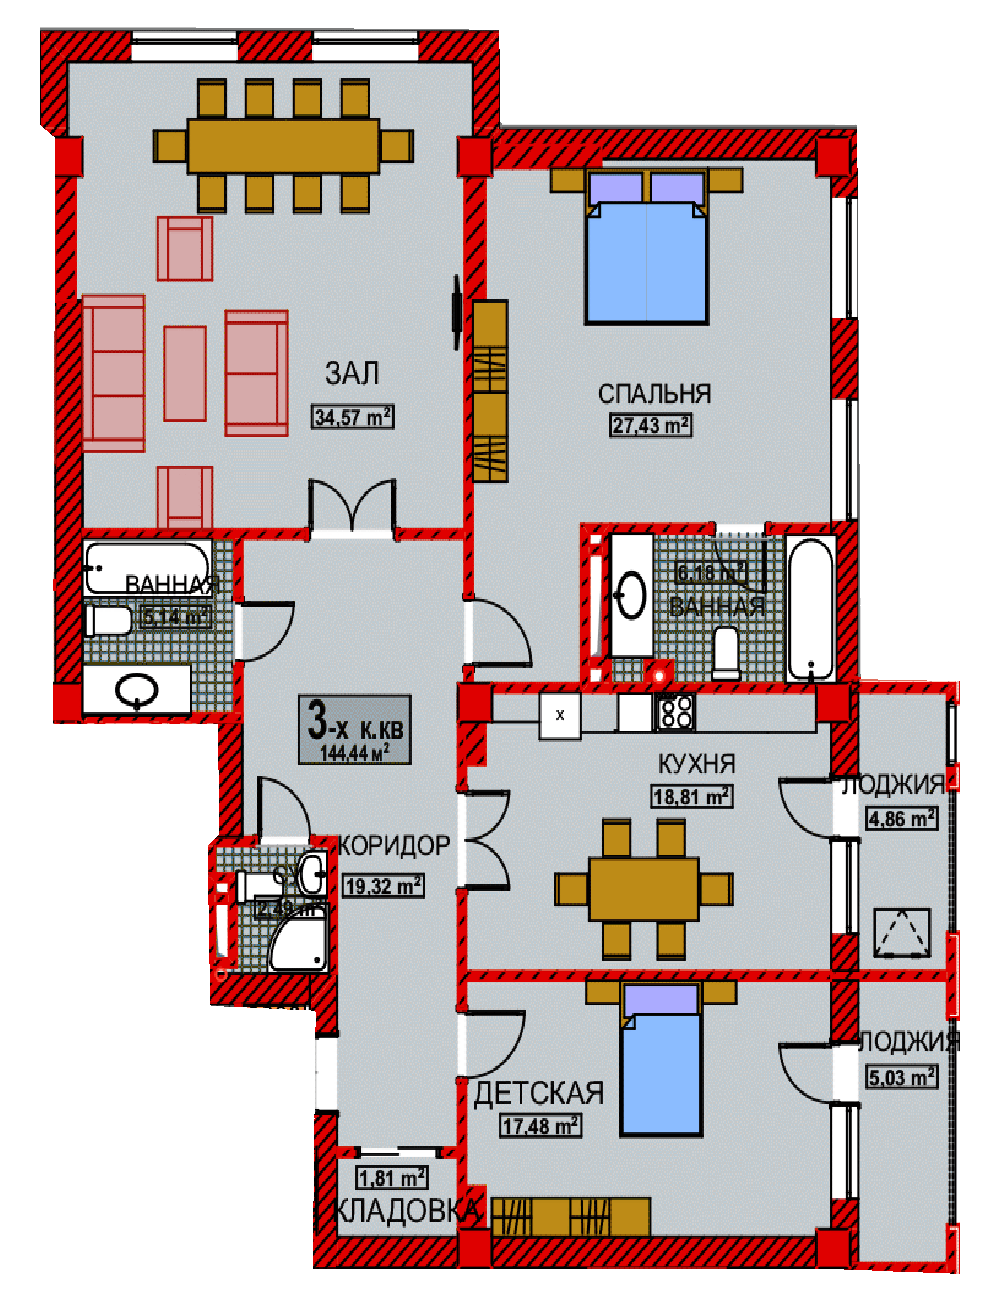 ЗАЛ
34,57 m²
СПАЛЬНЯ
27,43 m²
ВАННАЯ
5,14 m²
6,18 m²
ВАННАЯ
3-х к.кв
144,44 м²
x
КУХНЯ
18,81 m²
ЛОДЖИЯ
4,86 m²
КОРИДОР
19,32 m²
СУ
2,49 m²
ЛОДЖИЯ
5,03 m²
ДЕТСКАЯ
17,48 m²
1,81 m²
КЛАДОВКА